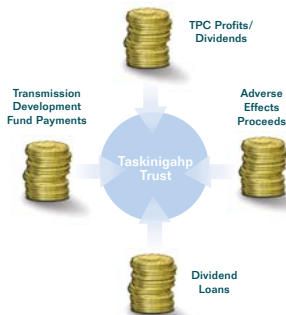 TPC Profits/
Dividends
Transmission
Development
Fund Payments
Adverse
Effects
Proceeds
Taskinigahp
Trust
Dividend
Loans